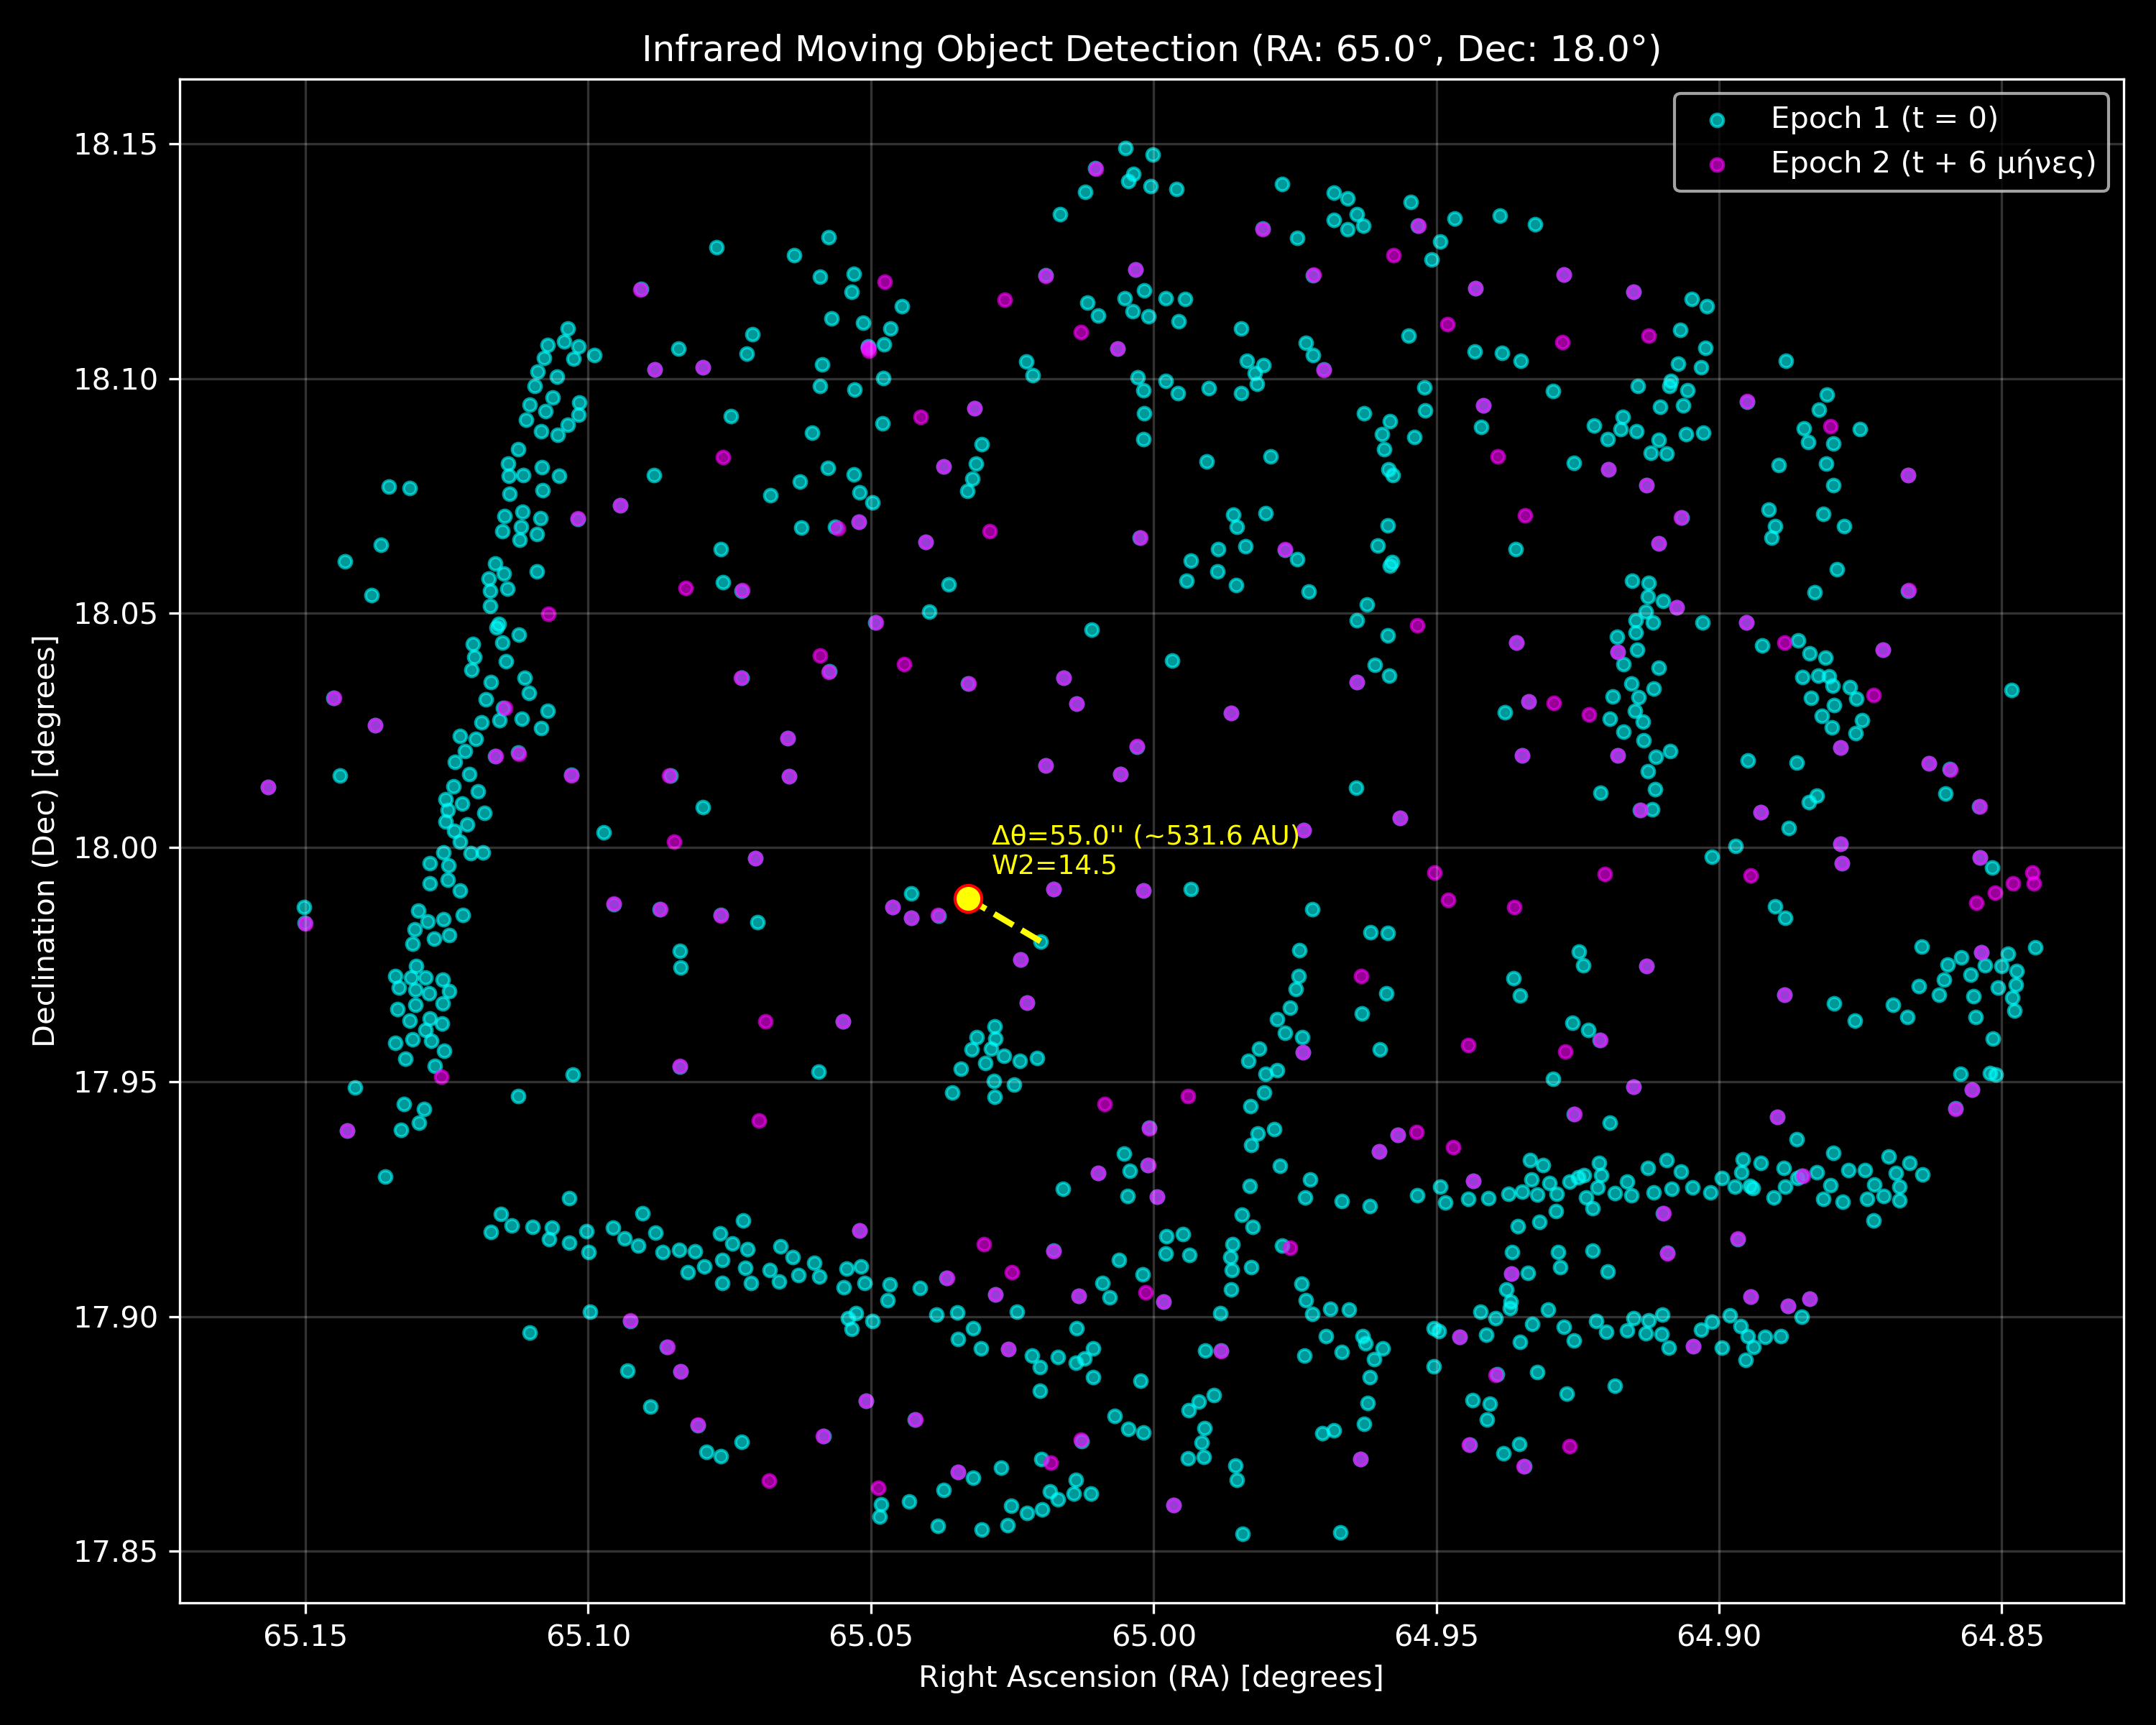 Infrared Moving Object Detection (RA: 65.0°, Dec: 18.0°)
Epoch 1 (t = 0)
Epoch 2 (t + 6 μήνες)
Declination (Dec) [degrees]
18.15
18.10
18.05
18.00
17.95
17.90
17.85
Δθ=55.0'' (~531.6 AU)
W2=14.5
65.15 65.10 65.05 65.00 64.95 64.90 64.85
Right Ascension (RA) [degrees]